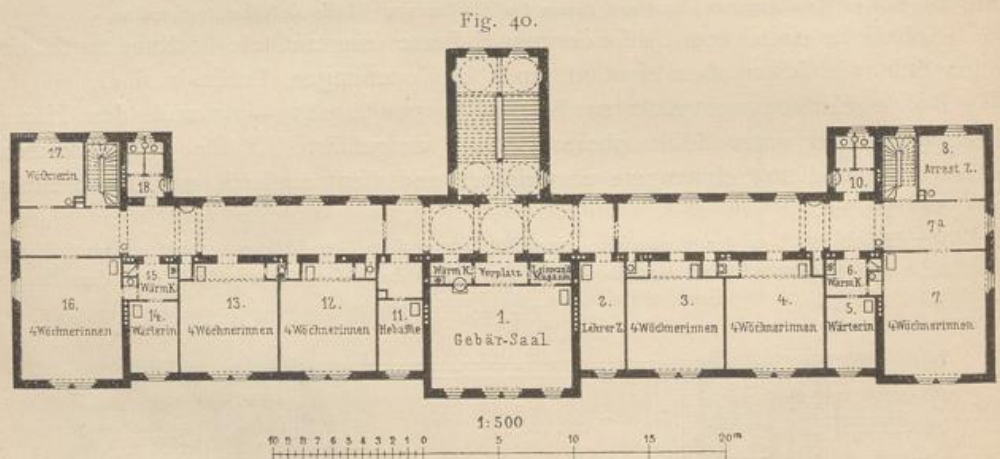 Fig. 40.
17.
Wöchnerin
18.
10.
8.
Arrest Z.
7ª
16.
4 Wöchnerinnen
15.
Wärm K.
14.
Wärterin
13.
4 Wöchnerinnen
12.
4 Wöchnerinnen
11.
Hebamme
Wärm K.
Vorplatz
Leinwand
Magazin
1.
Gebär-Saal
2.
Lehrer Z.
3.
4 Wöchnerinnen
4.
4 Wöchnerinnen
6.
Wärm K.
5.
Wärterin
7.
4 Wöchnerinnen
1:500
10 9 8 7 6 5 4 3 2 1 0 5 10 15 20 m